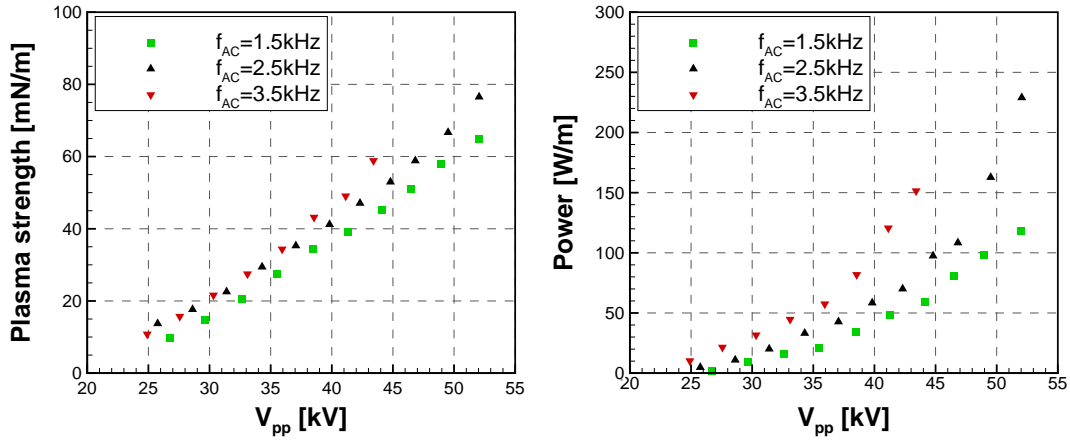 Plasma strength [mN/m]
100
80
60
40
20
0
f_AC=1.5kHz
f_AC=2.5kHz
f_AC=3.5kHz
20 25 30 35 40 45 50 55
V_pp [kV]
Power [W/m]
300
250
200
150
100
50
0
f_AC=1.5kHz
f_AC=2.5kHz
f_AC=3.5kHz
20 25 30 35 40 45 50 55
V_pp [kV]